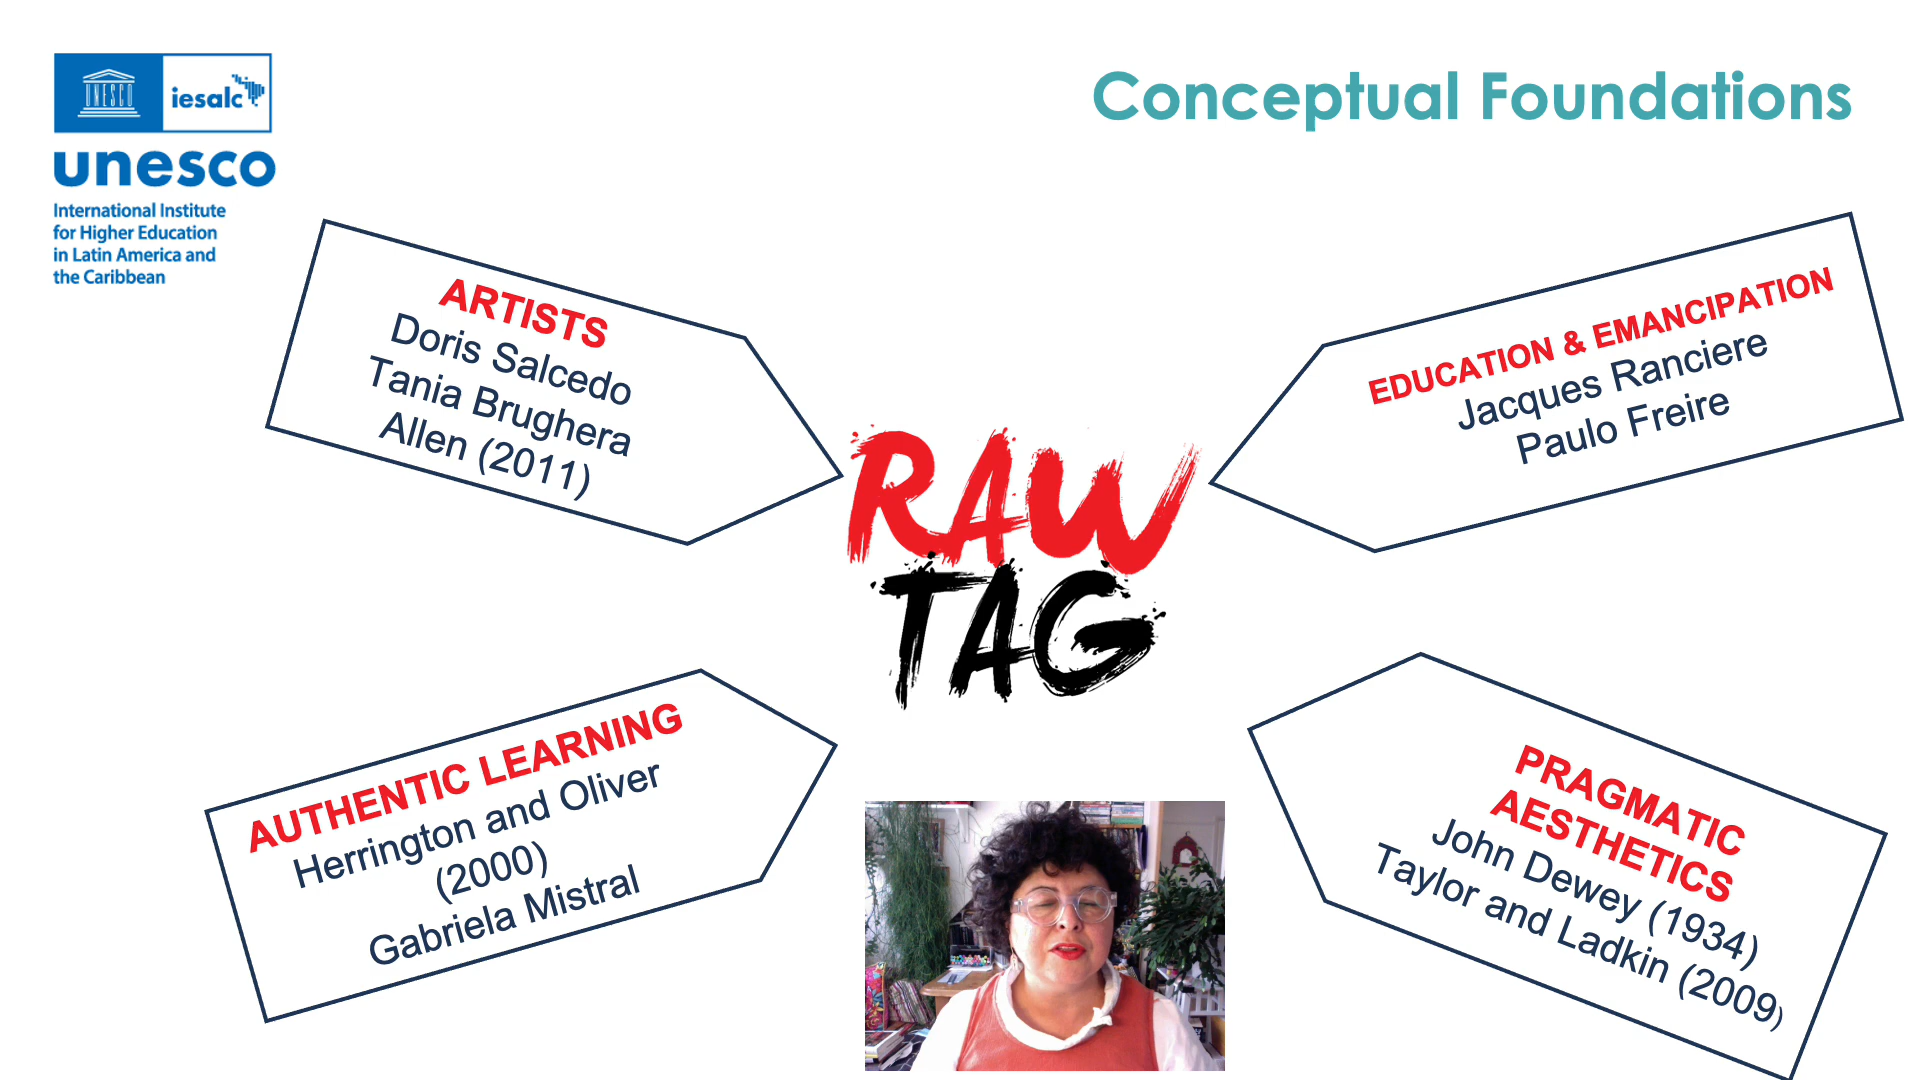 UNESCO
iesalc
unesco
International Institute
for Higher Education
in Latin America and
the Caribbean
Conceptual Foundations
ARTISTS
Doris Salcedo
Tania Brughera
Allen (2011)
EDUCATION & EMANCIPATION
Jacques Ranciere
Paulo Freire
RAW
TAG
AUTHENTIC LEARNING
Herrington and Oliver
(2000)
Gabriela Mistral
PRAGMATIC
AESTHETICS
John Dewey (1934)
Taylor and Ladkin (2009)